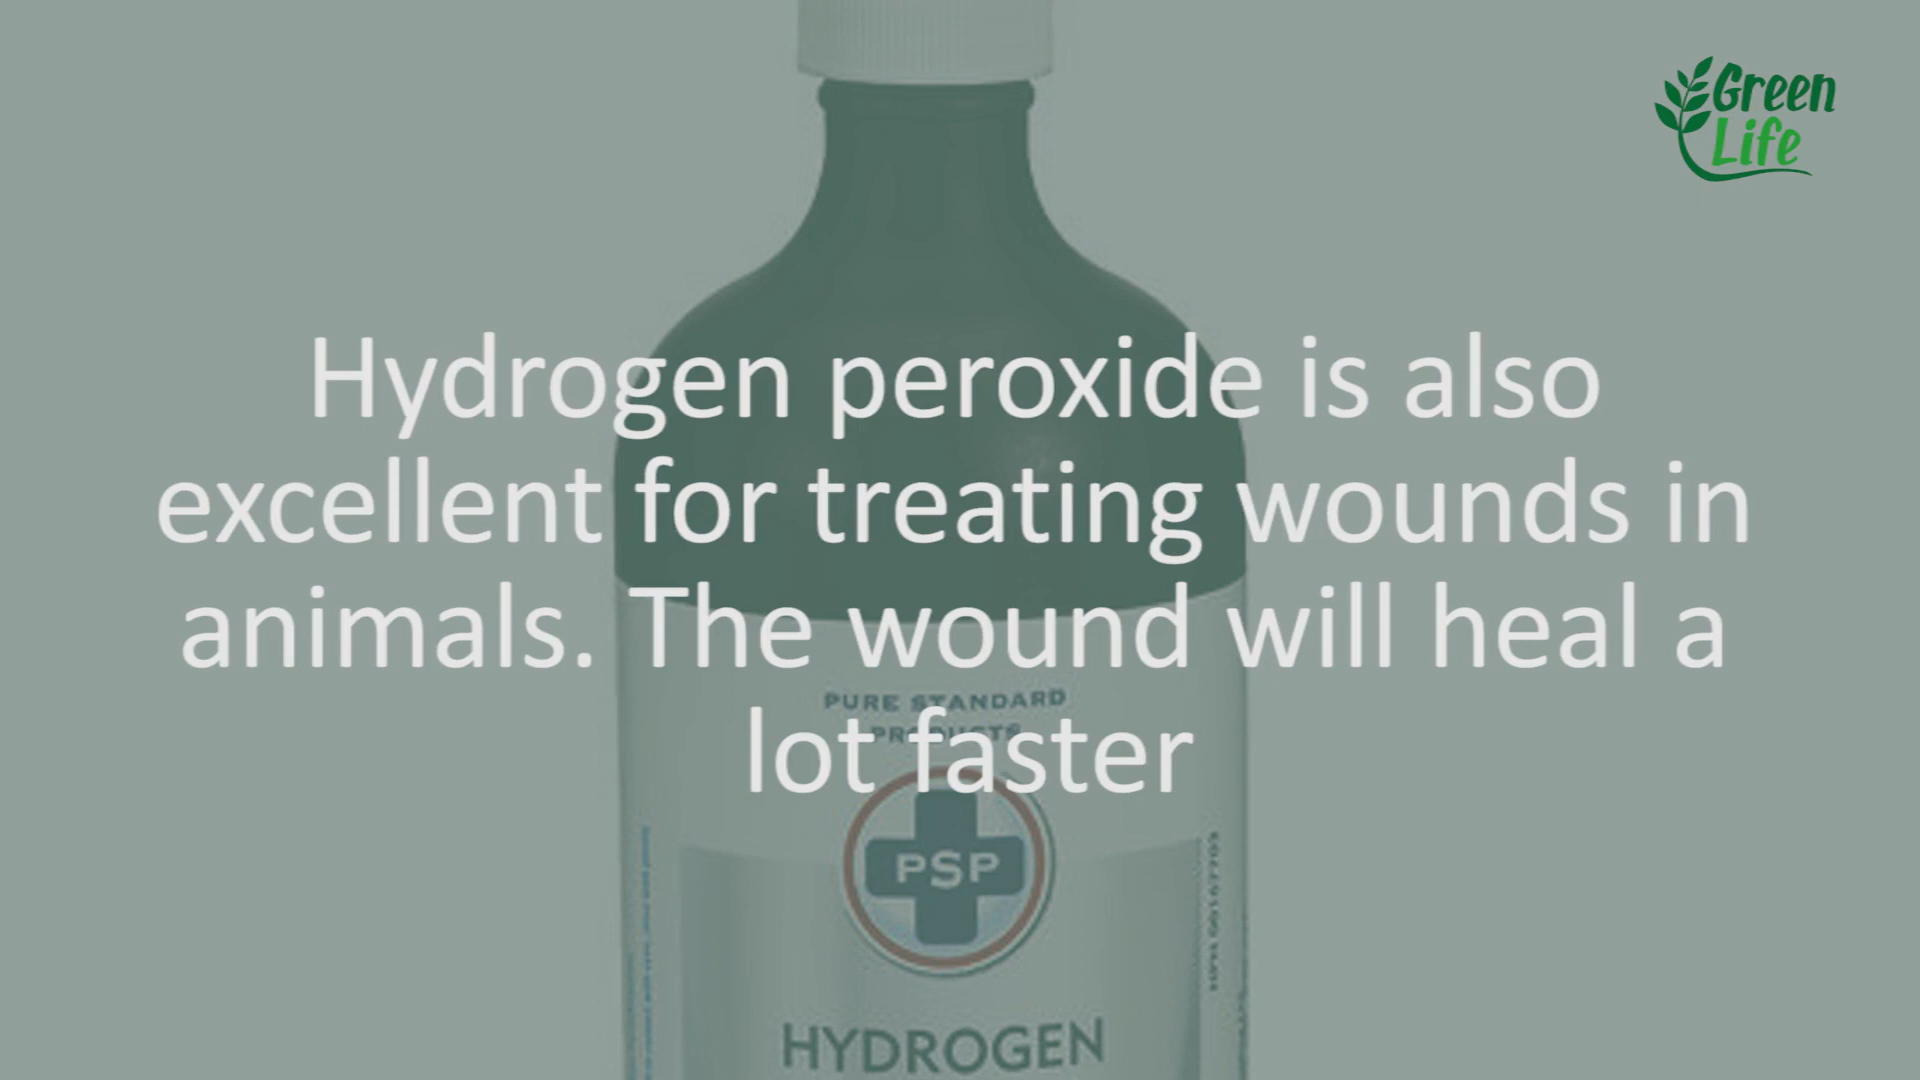 Green
Life
Hydrogen peroxide is also
excellent for treating wounds in
animals. The wound will heal a
lot faster
PURE STANDARD
PRODUCTS
PSP
HYDROGEN